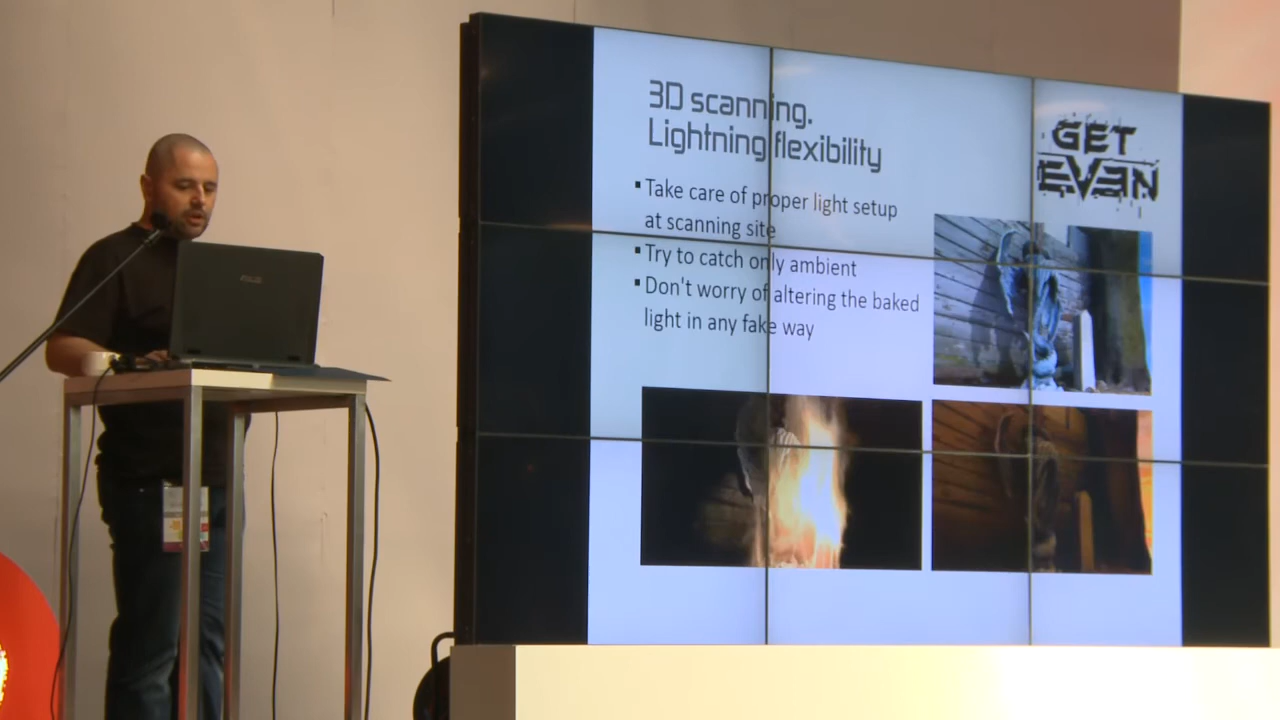 3D scanning.
Lightning flexibility
GET
EVEN
▪Take care of proper light setup
at scanning site
▪Try to catch only ambient
▪Don't worry of altering the baked
light in any fake way
ASUS